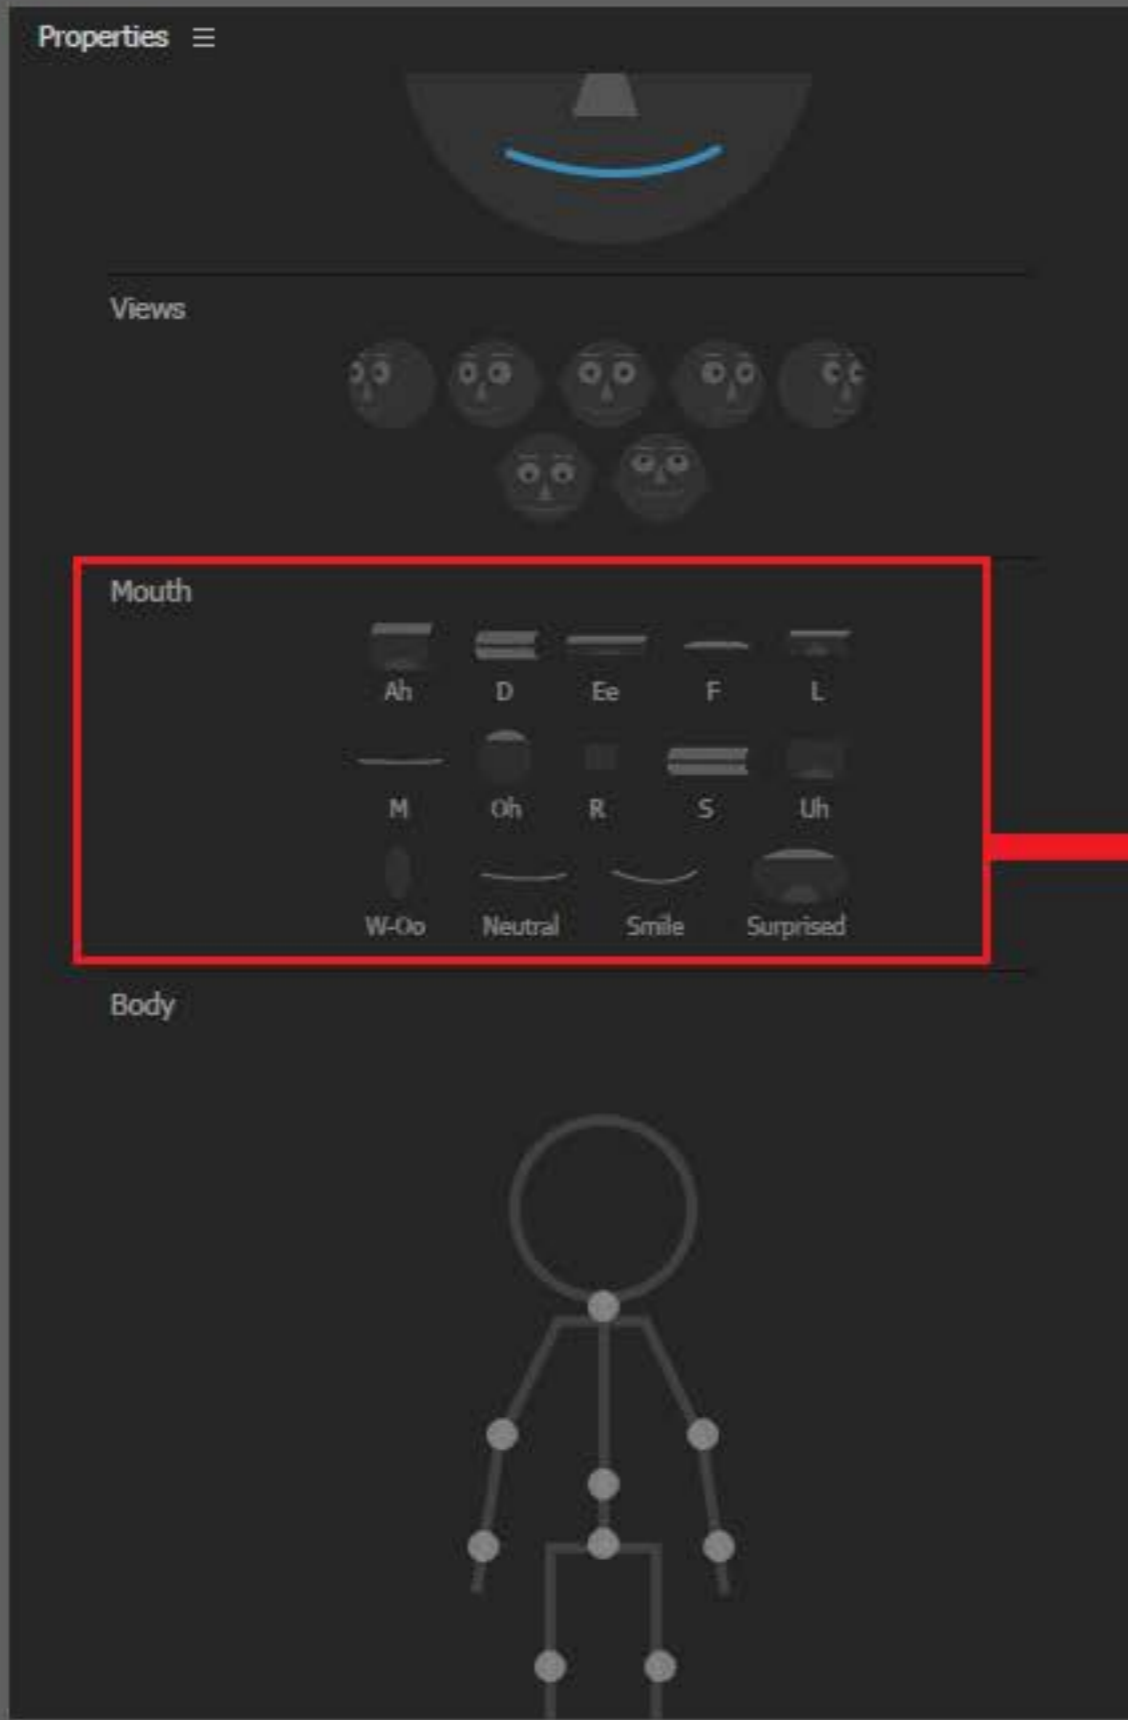 Properties
Views
Mouth
Ah D Ee F L
M Oh R S Uh
W-Oo Neutral Smile Surprised
Body